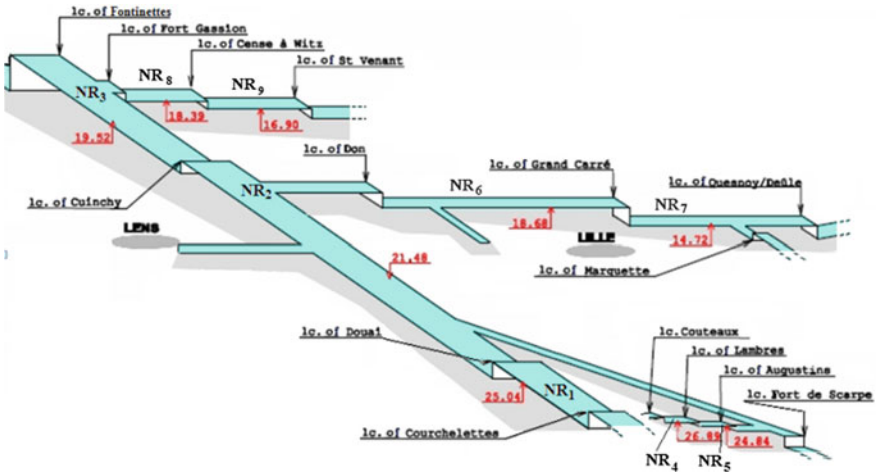 lc.of Fontinettes
lc. of Fort Gassion
lc. of Cense à Witz
lc. of St Venant
NR8
NR9
NR3
18.39
16.90
19.52
lc. of Don
lc. of Grand Carré
lc. of Quesnoy/Deûle
NR2
NR6
NR7
lc. of Cuinchy
LENS
18.68
LILLE
14.72
21.48
lc. of Marquette
lc. of Douai
lc. Couteaux
lc. of Lambres
lc. of Augustins
lc. Fort de Scarpe
25.04
NR1
lc. of Courchelettes
NR4
26.89
NR5
24.84